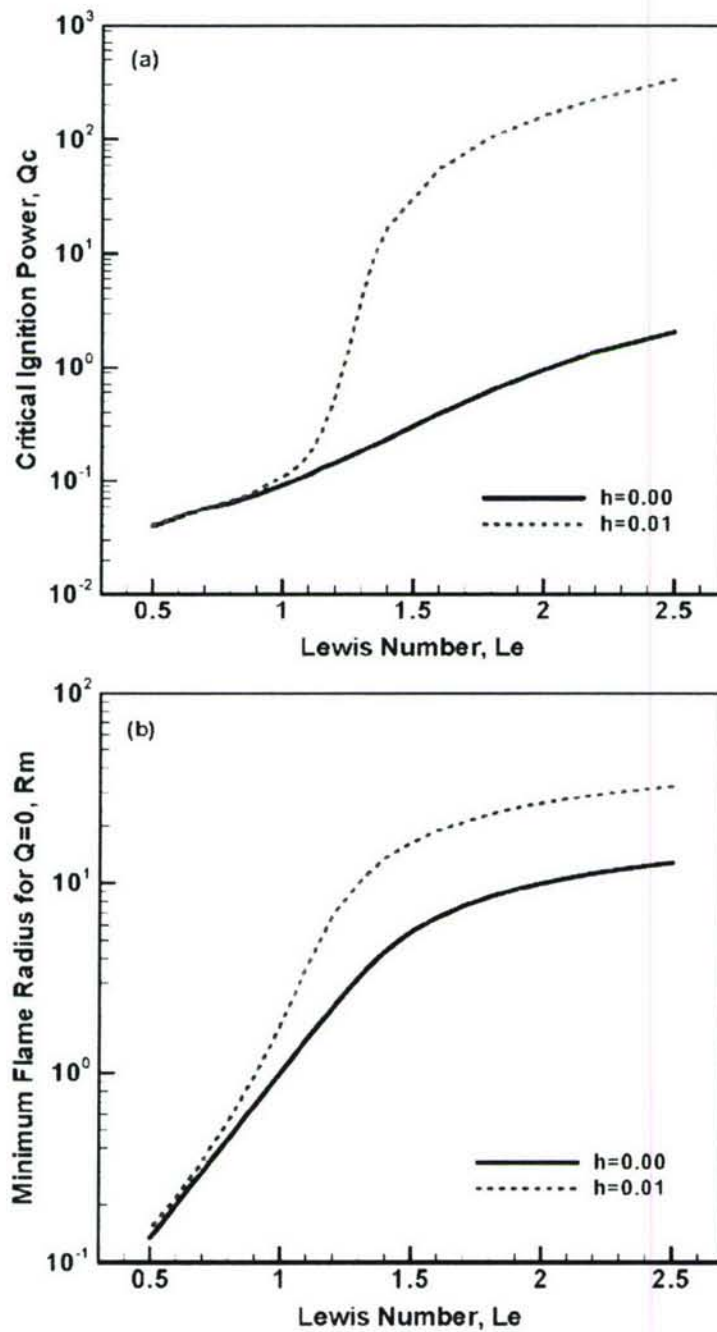 10³
(a)
10²
10¹
10⁰
10⁻¹
10⁻²
Critical Ignition Power, Qc
h=0.00
h=0.01
0.5 1 1.5 2 2.5
Lewis Number, Le
10²
(b)
10¹
10⁰
10⁻¹
Minimum Flame Radius for Q=0, Rm
h=0.00
h=0.01
0.5 1 1.5 2 2.5
Lewis Number, Le